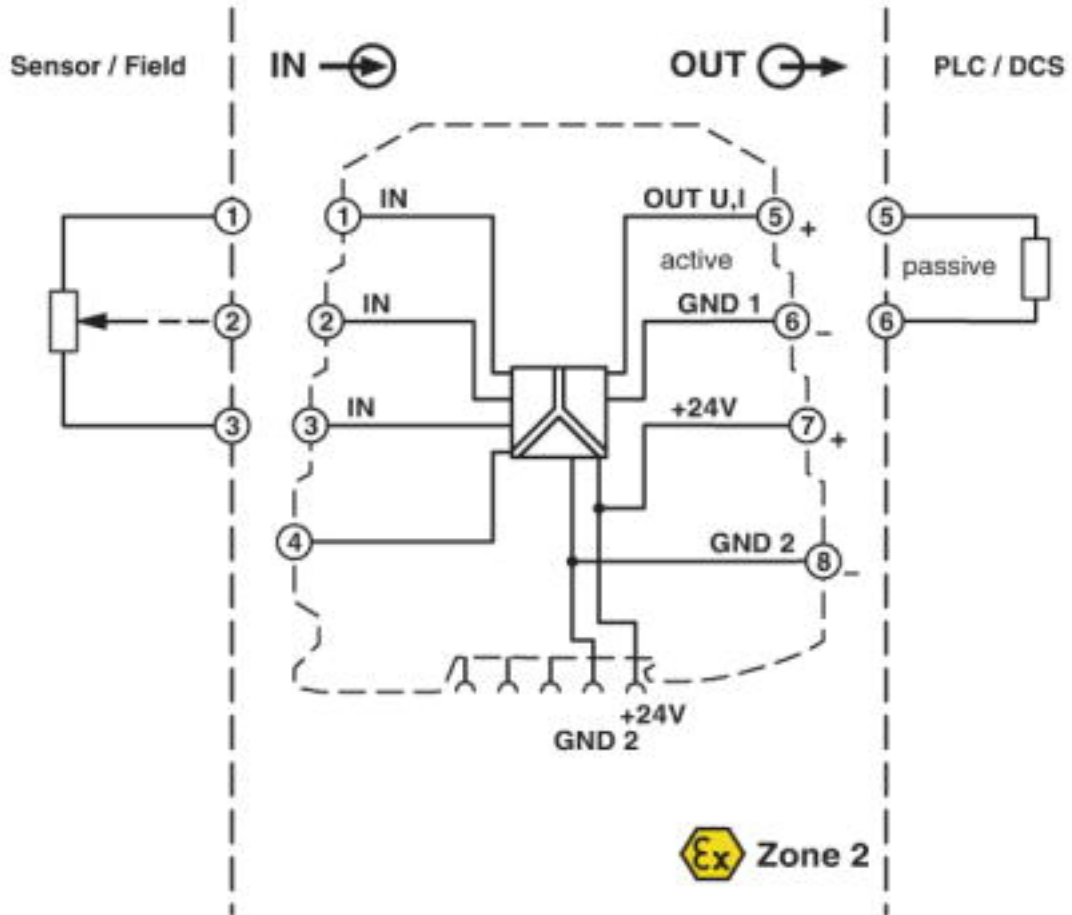 Sensor / Field IN OUT PLC / DCS
1 1 IN OUT U,I 5 + 5
active passive
2 2 IN GND 1 6 – 6
3 3 IN +24V 7 +
4 GND 2 8 –
+24V
GND 2
Ex Zone 2